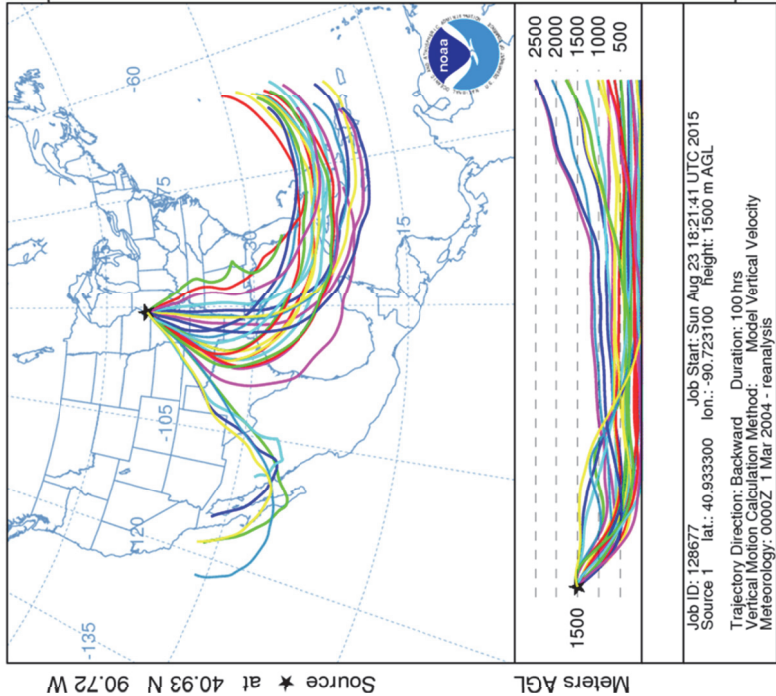 Source ★ at 40.93 N 90.72 W
-135
-120
-105
-75
-60
15
noaa
Meters AGL
1500
2500
2000
1500
1000
500
Job ID: 128677 Job Start: Sun Aug 23 18:21:41 UTC 2015
Source 1 lat.: 40.933300 lon.: -90.723100 height: 1500 m AGL
Trajectory Direction: Backward Duration: 100 hrs
Vertical Motion Calculation Method: Model Vertical Velocity
Meteorology: 0000Z 1 Mar 2004 - reanalysis